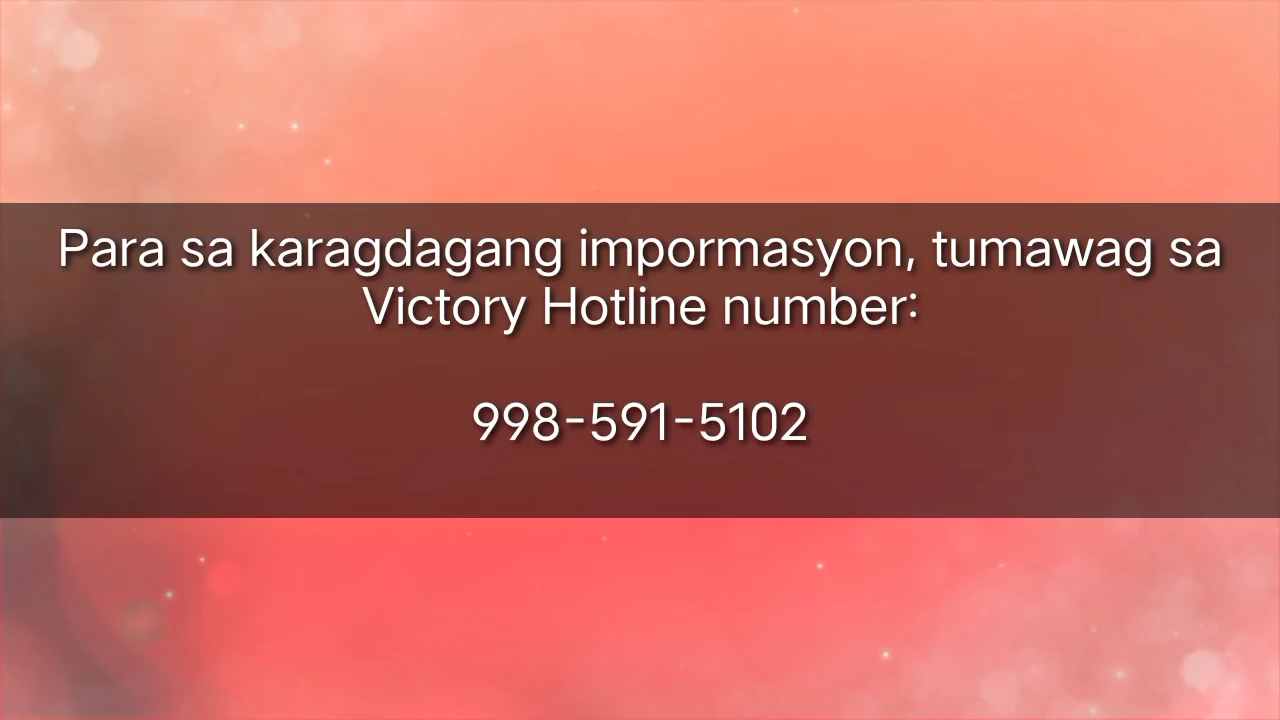 Para sa karagdagang impormasyon, tumawag sa
Victory Hotline number:
998-591-5102